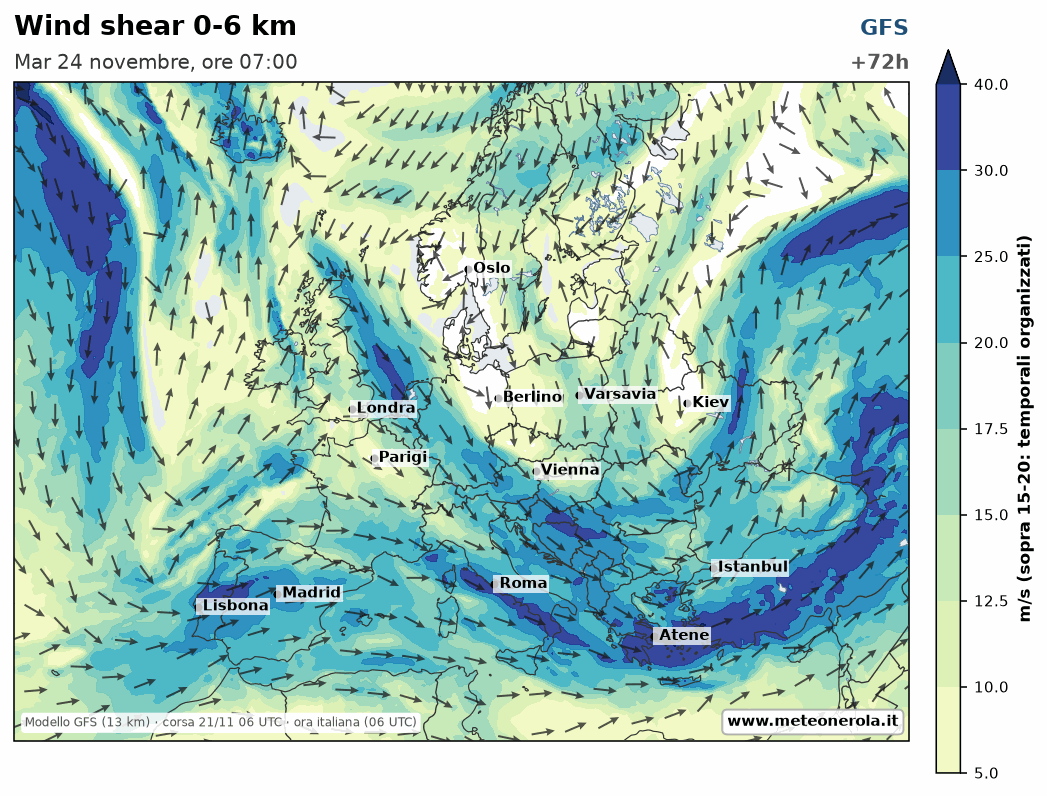 Wind shear 0-6 km
GFS
Mar 24 novembre, ore 07:00
+72h
40.0
30.0
25.0
20.0
17.5
15.0
12.5
10.0
5.0
m/s (sopra 15-20: temporali organizzati)
Oslo
Berlino
Varsavia
Kiev
Londra
Parigi
Vienna
Istanbul
Roma
Madrid
Lisbona
Atene
Modello GFS (13 km) · corsa 21/11 06 UTC · ora italiana (06 UTC)
www.meteonerola.it